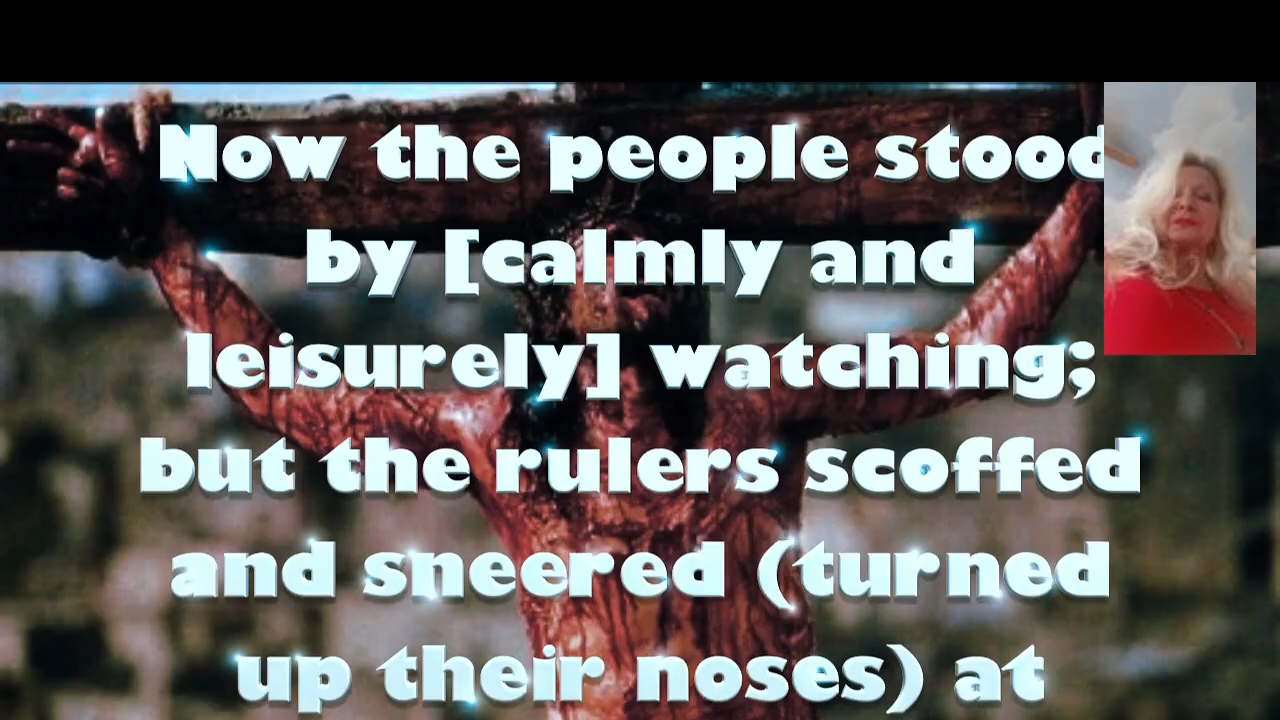 Now the people stood
by [calmly and
leisurely] watching;
but the rulers scoffed
and sneered (turned
up their noses) at